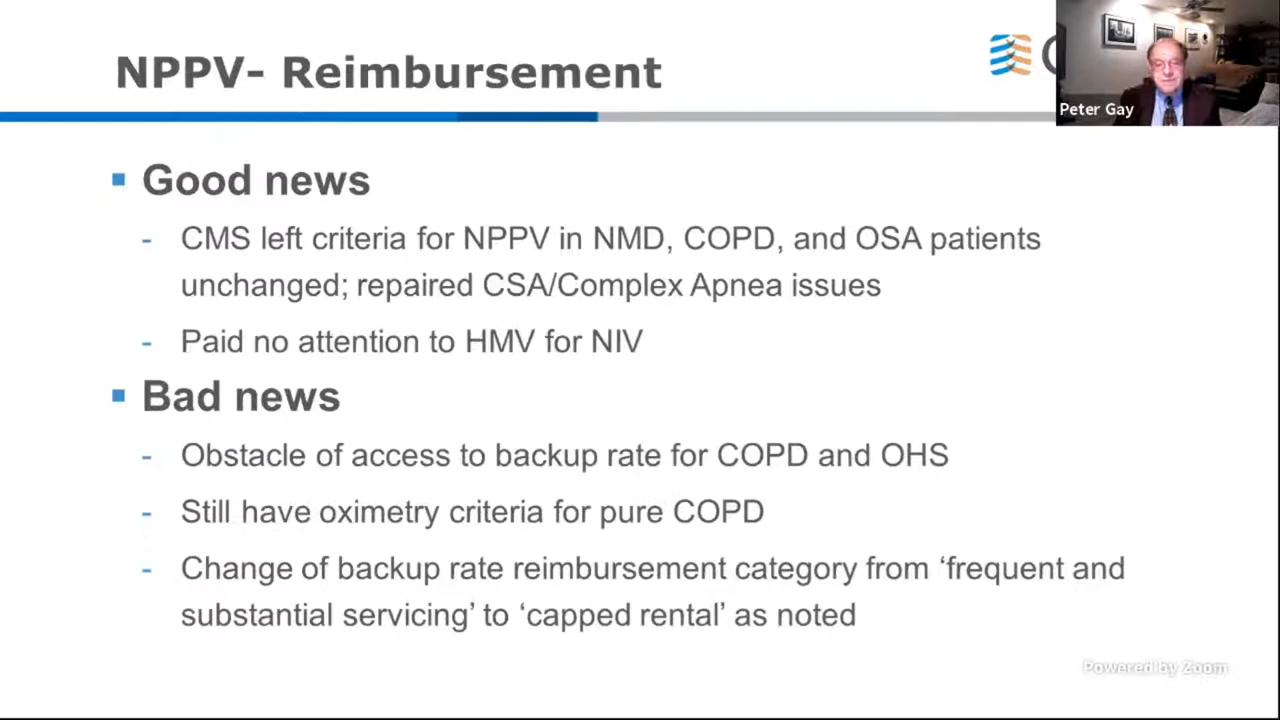 NPPV- Reimbursement
Peter Gay
Good news
- CMS left criteria for NPPV in NMD, COPD, and OSA patients
unchanged; repaired CSA/Complex Apnea issues
- Paid no attention to HMV for NIV
Bad news
- Obstacle of access to backup rate for COPD and OHS
- Still have oximetry criteria for pure COPD
- Change of backup rate reimbursement category from ‘frequent and
substantial servicing’ to ‘capped rental’ as noted
Powered by Zoom